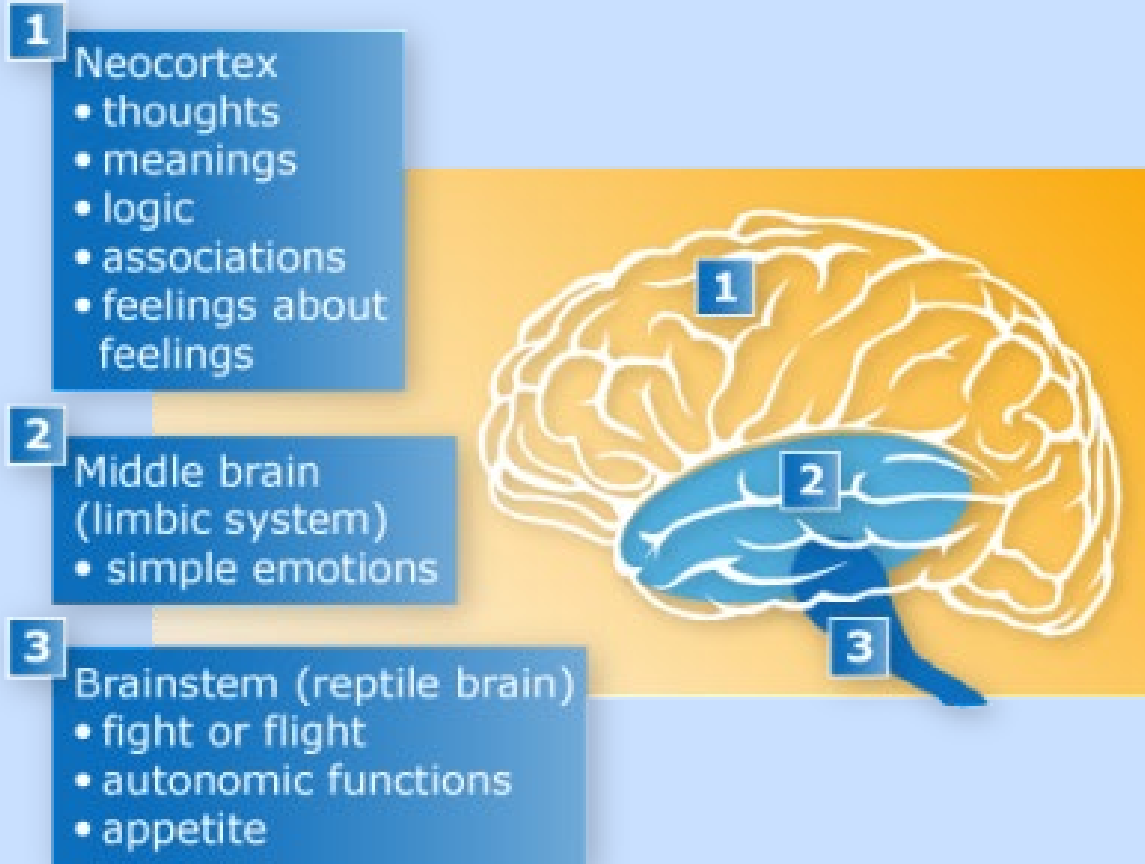 1
Neocortex
• thoughts
• meanings
• logic
• associations
• feelings about
feelings
2
Middle brain
(limbic system)
• simple emotions
3
Brainstem (reptile brain)
• fight or flight
• autonomic functions
• appetite
1
2
3